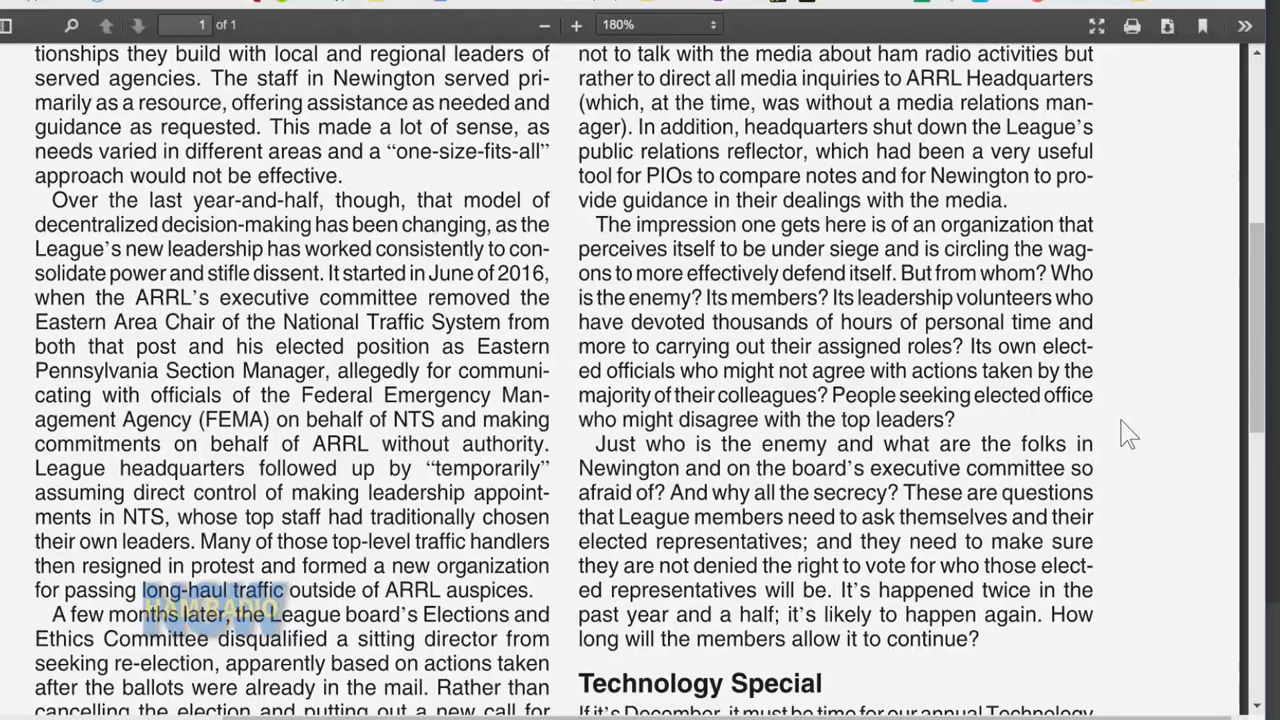 1 of 1
180%
tionships they build with local and regional leaders of
served agencies. The staff in Newington served pri-
marily as a resource, offering assistance as needed and
guidance as requested. This made a lot of sense, as
needs varied in different areas and a “one-size-fits-all”
approach would not be effective.
Over the last year-and-half, though, that model of
decentralized decision-making has been changing, as the
League’s new leadership has worked consistently to con-
solidate power and stifle dissent. It started in June of 2016,
when the ARRL’s executive committee removed the
Eastern Area Chair of the National Traffic System from
both that post and his elected position as Eastern
Pennsylvania Section Manager, allegedly for communi-
cating with officials of the Federal Emergency Man-
agement Agency (FEMA) on behalf of NTS and making
commitments on behalf of ARRL without authority.
League headquarters followed up by “temporarily”
assuming direct control of making leadership appoint-
ments in NTS, whose top staff had traditionally chosen
their own leaders. Many of those top-level traffic handlers
then resigned in protest and formed a new organization
for passing long-haul traffic outside of ARRL auspices.
A few months later, the League board’s Elections and
Ethics Committee disqualified a sitting director from
seeking re-election, apparently based on actions taken
after the ballots were already in the mail. Rather than
cancelling the election and putting out a new call for
not to talk with the media about ham radio activities but
rather to direct all media inquiries to ARRL Headquarters
(which, at the time, was without a media relations man-
ager). In addition, headquarters shut down the League’s
public relations reflector, which had been a very useful
tool for PIOs to compare notes and for Newington to pro-
vide guidance in their dealings with the media.
The impression one gets here is of an organization that
perceives itself to be under siege and is circling the wag-
ons to more effectively defend itself. But from whom? Who
is the enemy? Its members? Its leadership volunteers who
have devoted thousands of hours of personal time and
more to carrying out their assigned roles? Its own elect-
ed officials who might not agree with actions taken by the
majority of their colleagues? People seeking elected office
who might disagree with the top leaders?
Just who is the enemy and what are the folks in
Newington and on the board’s executive committee so
afraid of? And why all the secrecy? These are questions
that League members need to ask themselves and their
elected representatives; and they need to make sure
they are not denied the right to vote for who those elect-
ed representatives will be. It’s happened twice in the
past year and a half; it’s likely to happen again. How
long will the members allow it to continue?
Technology Special
If it’s December, it must be time for our annual Technology
HAM RADIO
NOW